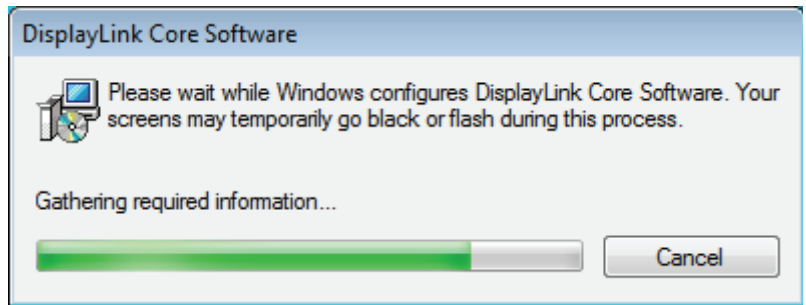 DisplayLink Core Software
Please wait while Windows configures DisplayLink Core Software. Your
screens may temporarily go black or flash during this process.
Gathering required information...
Cancel